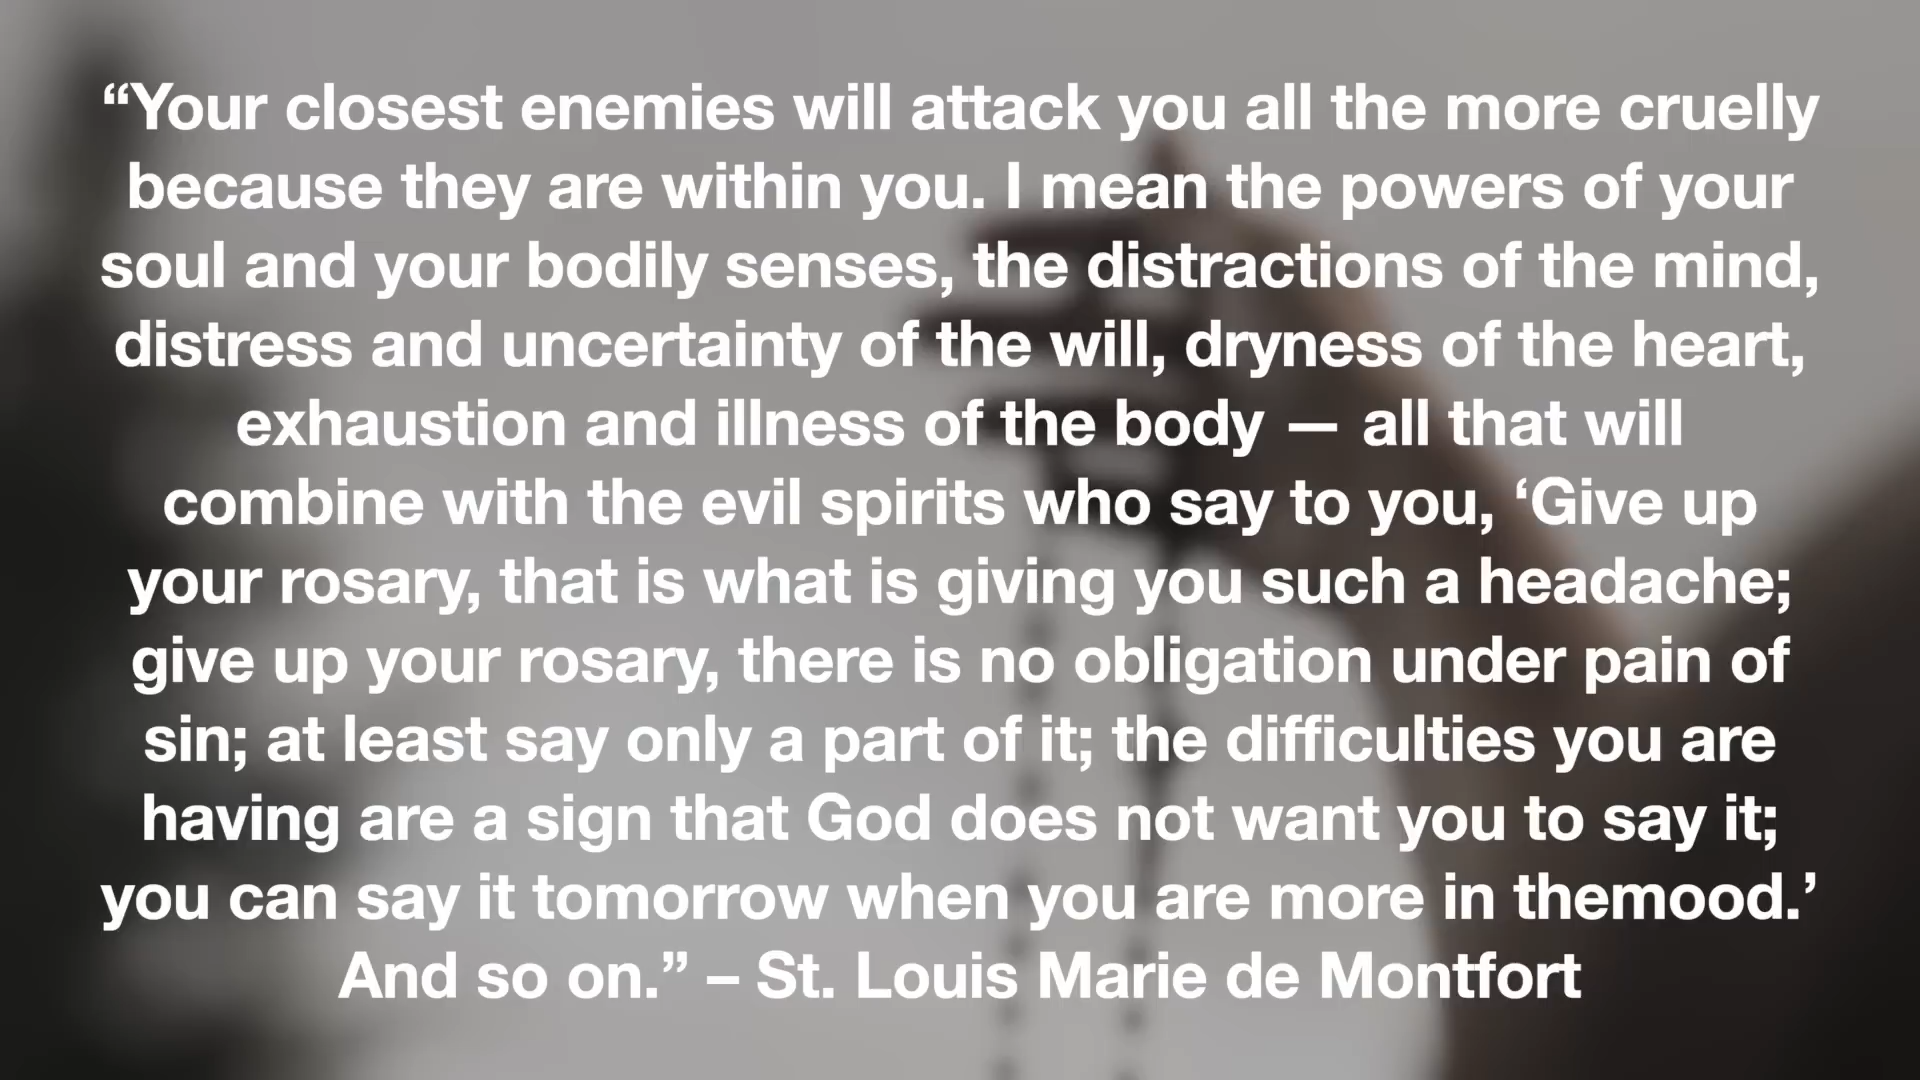 “Your closest enemies will attack you all the more cruelly
because they are within you. I mean the powers of your
soul and your bodily senses, the distractions of the mind,
distress and uncertainty of the will, dryness of the heart,
exhaustion and illness of the body — all that will
combine with the evil spirits who say to you, ‘Give up
your rosary, that is what is giving you such a headache;
give up your rosary, there is no obligation under pain of
sin; at least say only a part of it; the difficulties you are
having are a sign that God does not want you to say it;
you can say it tomorrow when you are more in themood.’
And so on.” – St. Louis Marie de Montfort